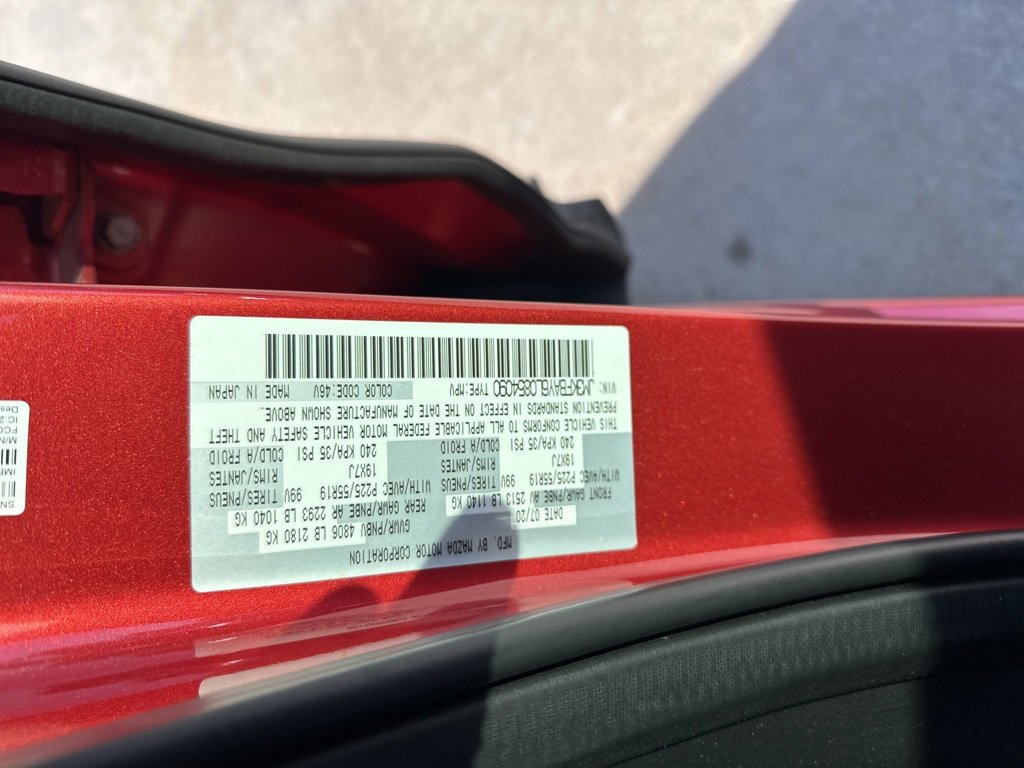 MFD. BY MAZDA MOTOR CORPORATION
DATE 07/20 GVWR/PNBV 4806 LB 2180 KG
FRONT GAWR/PNBE AV 2513 LB 1140 KG REAR GAWR/PNBE AR 2293 LB 1040 KG
WITH/AVEC P225/55R19 99V TIRES/PNEUS WITH/AVEC P225/55R19 99V TIRES/PNEUS
19X7J RIMS/JANTES 19X7J RIMS/JANTES
240 KPA/35 PSI COLD/A FROID 240 KPA/35 PSI COLD/A FROID
THIS VEHICLE CONFORMS TO ALL APPLICABLE FEDERAL MOTOR VEHICLE SAFETY AND THEFT
PREVENTION STANDARDS IN EFFECT ON THE DATE OF MANUFACTURE SHOWN ABOVE.
VIN: JM3KFBAY6L0854090 TYPE:MPV COLOR CODE:46V MADE IN JAPAN
SN
M/N
IC:2